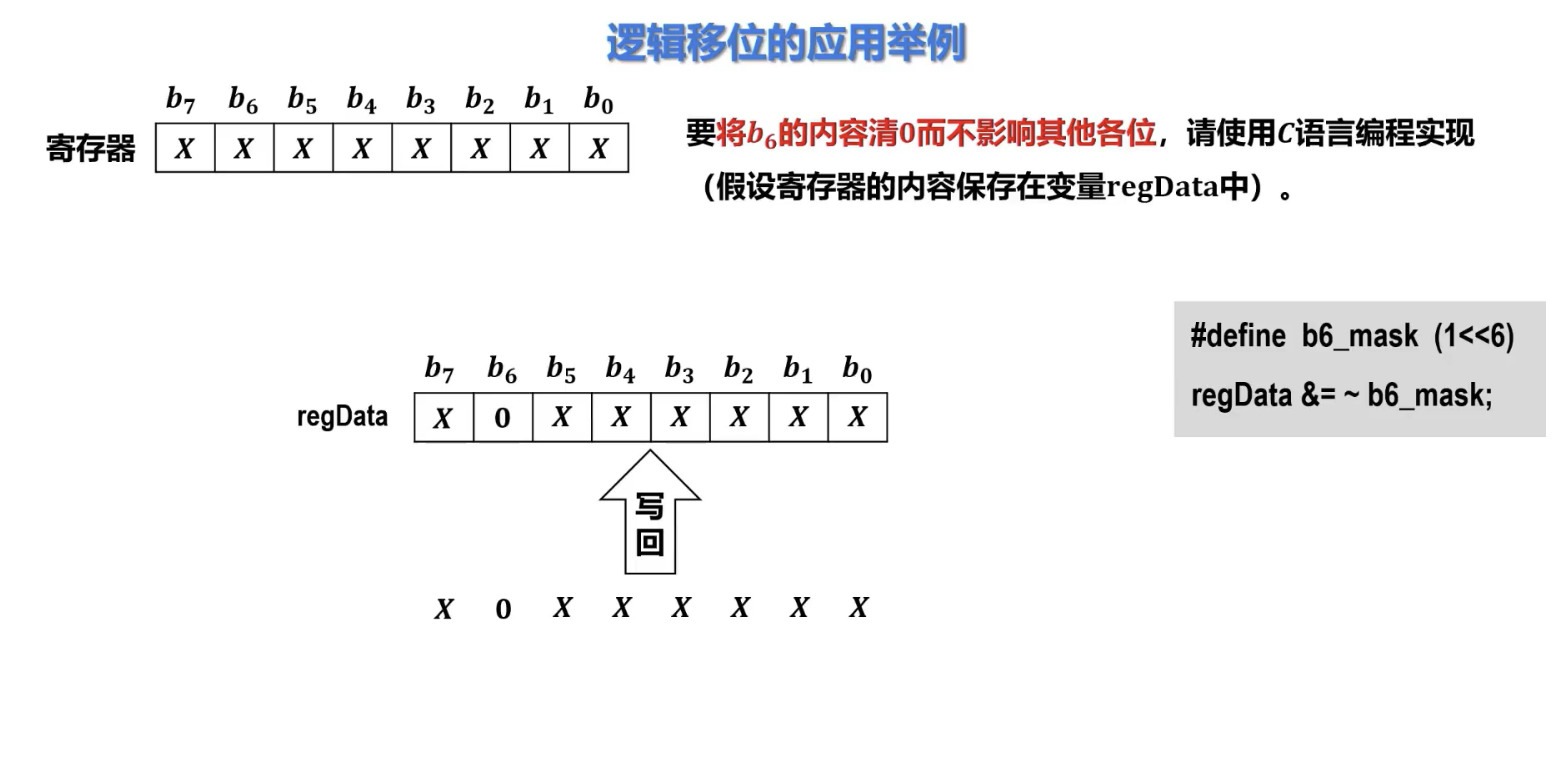 逻辑移位的应用举例
b₇ b₆ b₅ b₄ b₃ b₂ b₁ b₀
寄存器 X X X X X X X X
要将b₆的内容清0而不影响其他各位，请使用C语言编程实现
（假设寄存器的内容保存在变量regData中）。
#define b6_mask (1<<6)
regData &= ~ b6_mask;
b₇ b₆ b₅ b₄ b₃ b₂ b₁ b₀
regData X 0 X X X X X X
写
回
X 0 X X X X X X